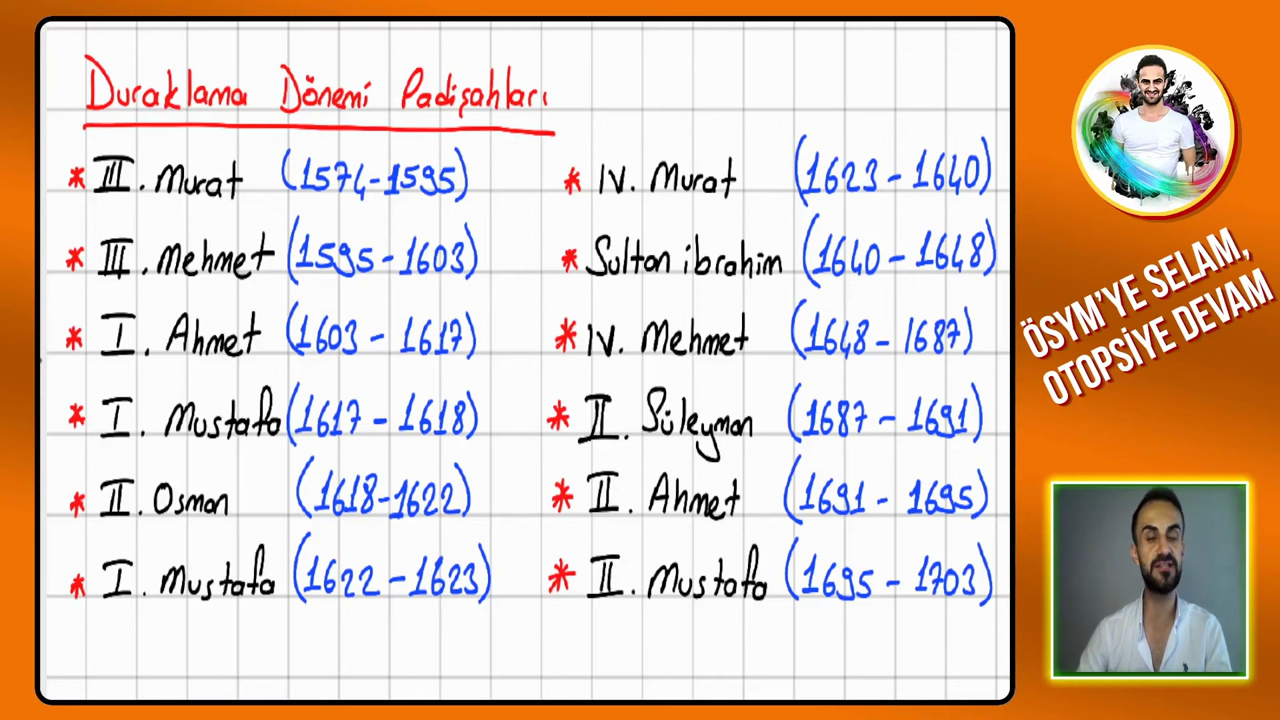 Duraklama Dönemi Padişahları
* III. Murat (1574-1595)
* III. Mehmet (1595-1603)
* I. Ahmet (1603-1617)
* I. Mustafa (1617-1618)
* II. Osman (1618-1622)
* I. Mustafa (1622-1623)
* IV. Murat (1623-1640)
* Sultan ibrahim (1640-1648)
* IV. Mehmet (1648-1687)
* II. Süleyman (1687-1691)
* II. Ahmet (1691-1695)
* II. Mustafa (1695-1703)
ÖSYM'YE SELAM,
OTOPSİYE DEVAM